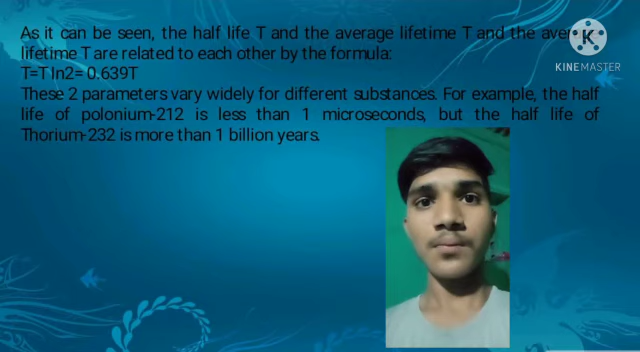 As it can be seen, the half life T and the average lifetime T and the aver
lifetime T are related to each other by the formula:
T=T ln2= 0.639T
These 2 parameters vary widely for different substances. For example, the half
life of polonium-212 is less than 1 microseconds, but the half life of
Thorium-232 is more than 1 billion years.
K
KINEMASTER